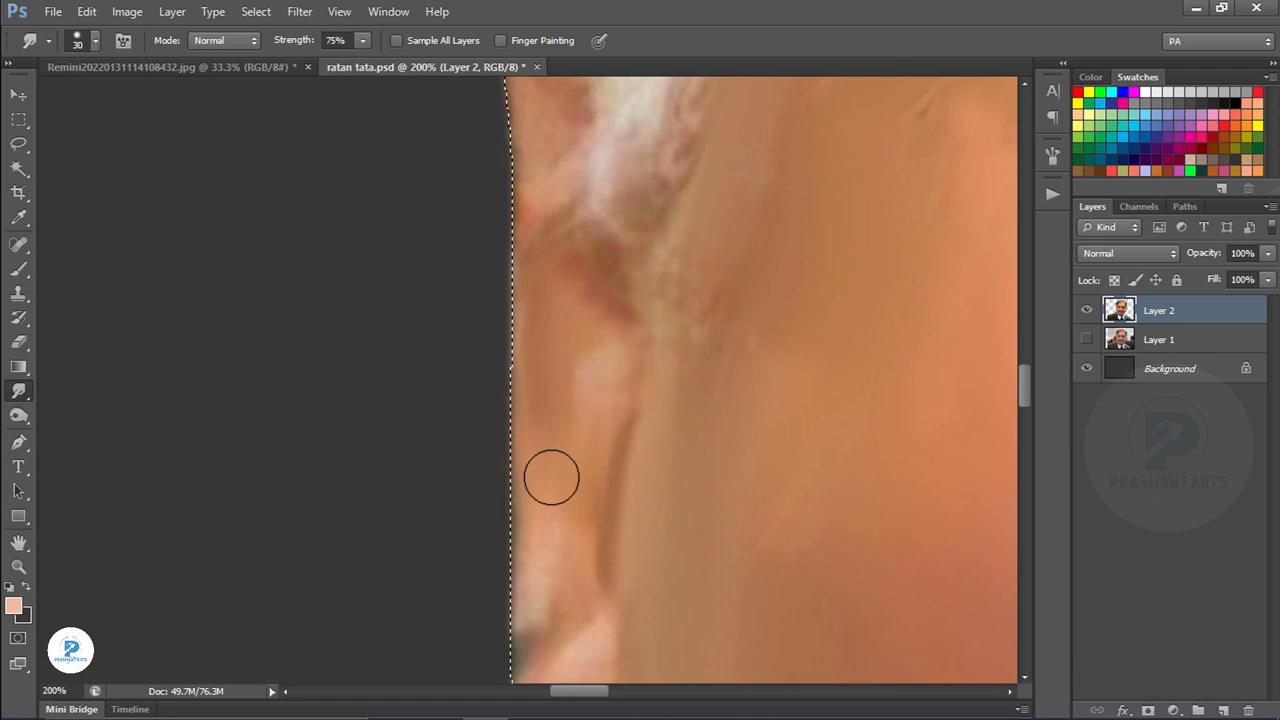 Ps File Edit Image Layer Type Select Filter View Window Help
30 Mode: Normal Strength: 75% Sample All Layers Finger Painting PA
Remini20220131114108432.jpg @ 33.3% (RGB/8#) * × ratan tata.psd @ 200% (Layer 2, RGB/8) * ×
Color Swatches
Layers Channels Paths
Kind
Normal Opacity: 100%
Lock: Fill: 100%
Layer 2
Layer 1
Background
PRASHANT ARTS
PRASHANT ARTS
200% Doc: 49.7M/76.3M
Mini Bridge Timeline